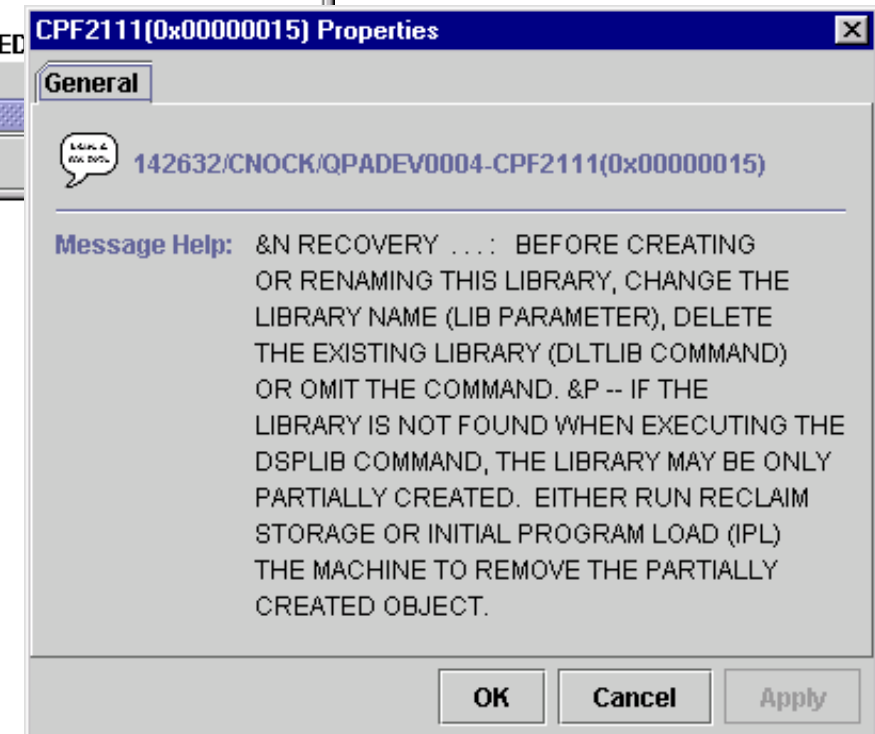 ED
CPF2111(0x00000015) Properties
General
142632/CNOCK/QPADEV0004-CPF2111(0x00000015)
Message Help: &N RECOVERY ...: BEFORE CREATING
OR RENAMING THIS LIBRARY, CHANGE THE
LIBRARY NAME (LIB PARAMETER), DELETE
THE EXISTING LIBRARY (DLTLIB COMMAND)
OR OMIT THE COMMAND. &P -- IF THE
LIBRARY IS NOT FOUND WHEN EXECUTING THE
DSPLIB COMMAND, THE LIBRARY MAY BE ONLY
PARTIALLY CREATED. EITHER RUN RECLAIM
STORAGE OR INITIAL PROGRAM LOAD (IPL)
THE MACHINE TO REMOVE THE PARTIALLY
CREATED OBJECT.
OK Cancel Apply